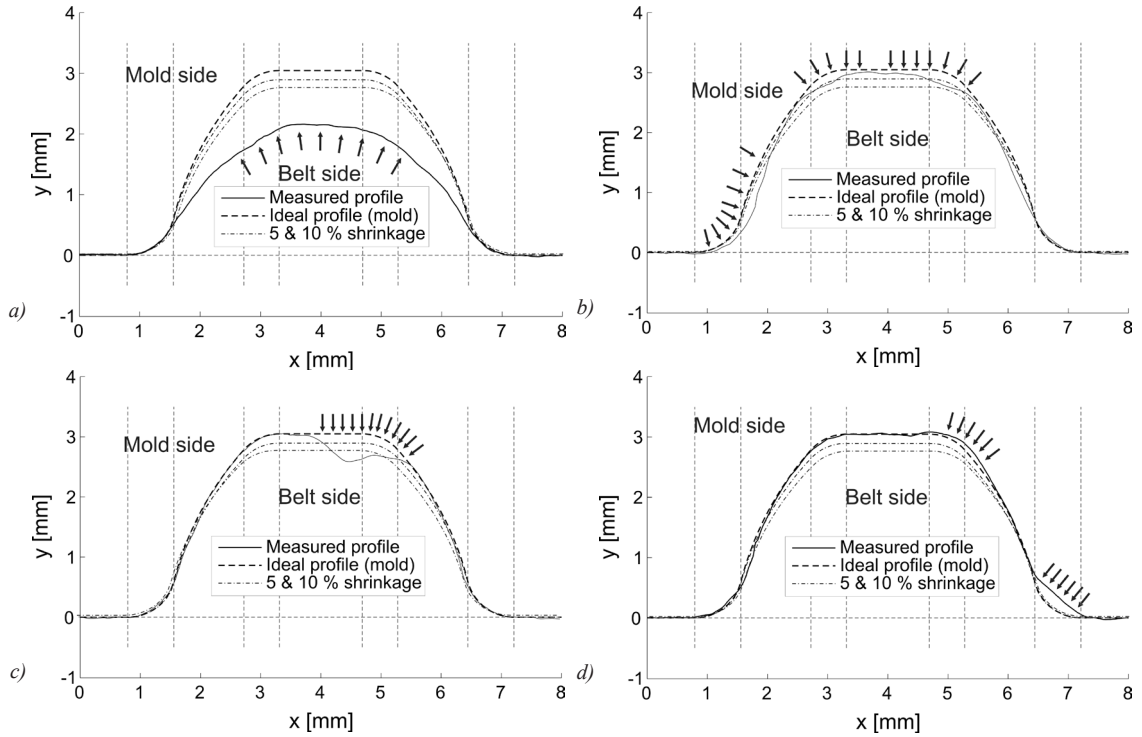 4
3
2
1
0
-1
y [mm]
Mold side
Belt side
Measured profile
Ideal profile (mold)
5 & 10 % shrinkage
0 1 2 3 4 5 6 7 8
x [mm]
a)
4
3
2
1
0
-1
y [mm]
Mold side
Belt side
Measured profile
Ideal profile (mold)
5 & 10 % shrinkage
0 1 2 3 4 5 6 7 8
x [mm]
b)
4
3
2
1
0
-1
y [mm]
Mold side
Belt side
Measured profile
Ideal profile (mold)
5 & 10 % shrinkage
0 1 2 3 4 5 6 7 8
x [mm]
c)
4
3
2
1
0
-1
y [mm]
Mold side
Belt side
Measured profile
Ideal profile (mold)
5 & 10 % shrinkage
0 1 2 3 4 5 6 7 8
x [mm]
d)